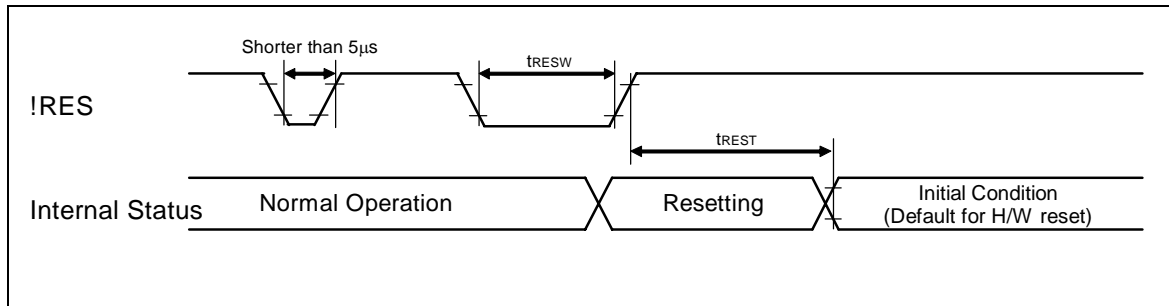 Shorter than 5µs
tRESW
!RES
tREST
Internal Status
Normal Operation
Resetting
Initial Condition
(Default for H/W reset)